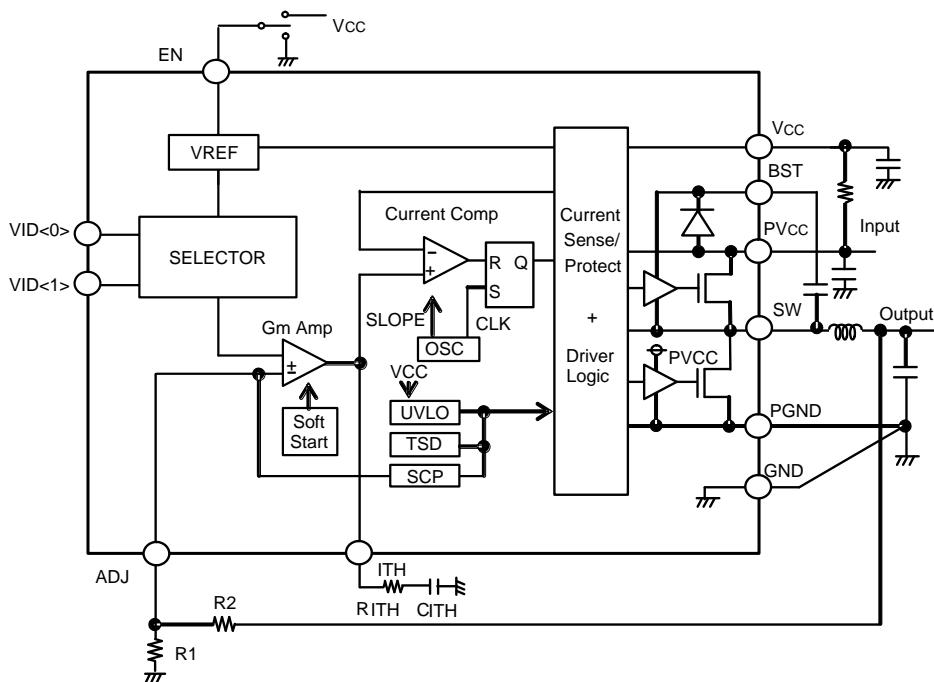 VCC
EN
VCC
VREF
BST
VID<0>
Current Comp
Current
Sense/
Protect
+
Driver
Logic
PVCC
Input
SELECTOR
VID<1>
−
+
R Q
S
SLOPE
CLK
OSC
SW
Output
Gm Amp
±
Soft
Start
VCC
UVLO
TSD
SCP
PVCC
PGND
GND
ADJ
ITH
RITH
CITH
R2
R1